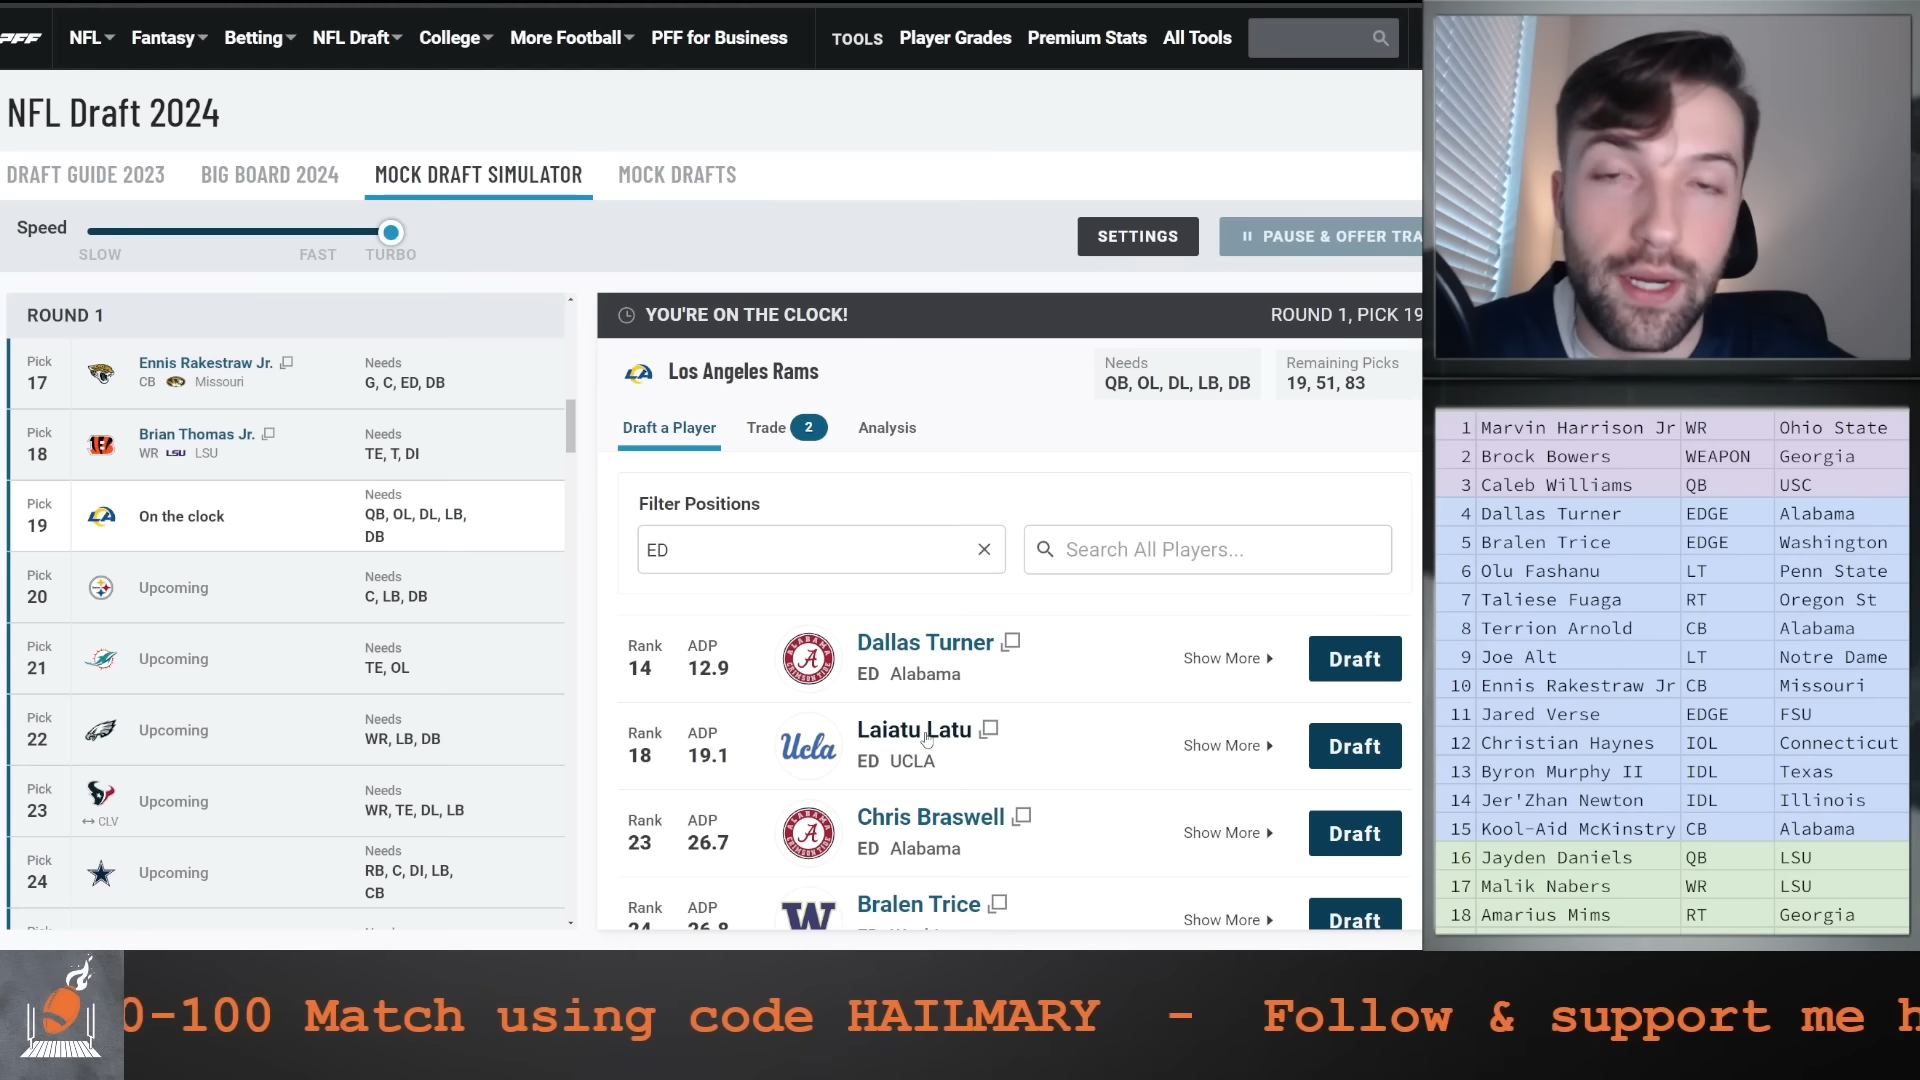 PFF
NFL
Fantasy
Betting
NFL Draft
College
More Football
PFF for Business
TOOLS
Player Grades
Premium Stats
All Tools
NFL Draft 2024
DRAFT GUIDE 2023
BIG BOARD 2024
MOCK DRAFT SIMULATOR
MOCK DRAFTS
Speed
SLOW
FAST
TURBO
SETTINGS
PAUSE & OFFER TRA
ROUND 1
Pick 17
Ennis Rakestraw Jr.
CB Missouri
Needs
G, C, ED, DB
Pick 18
Brian Thomas Jr.
WR LSU LSU
Needs
TE, T, DI
Pick 19
On the clock
Needs
QB, OL, DL, LB,
DB
Pick 20
Upcoming
Needs
C, LB, DB
Pick 21
Upcoming
Needs
TE, OL
Pick 22
Upcoming
Needs
WR, LB, DB
Pick 23
↔ CLV
Upcoming
Needs
WR, TE, DL, LB
Pick 24
Upcoming
Needs
RB, C, DI, LB,
CB
YOU'RE ON THE CLOCK!
ROUND 1, PICK 19
Los Angeles Rams
Needs
QB, OL, DL, LB, DB
Remaining Picks
19, 51, 83
Draft a Player
Trade 2
Analysis
Filter Positions
ED
Search All Players...
Rank 14
ADP 12.9
Dallas Turner
ED Alabama
Show More
Draft
Rank 18
ADP 19.1
Ucla
Laiatu Latu
ED UCLA
Show More
Draft
Rank 23
ADP 26.7
Chris Braswell
ED Alabama
Show More
Draft
Rank 24
ADP 26.8
W
Bralen Trice
Show More
Draft
1 Marvin Harrison Jr WR Ohio State
2 Brock Bowers WEAPON Georgia
3 Caleb Williams QB USC
4 Dallas Turner EDGE Alabama
5 Bralen Trice EDGE Washington
6 Olu Fashanu LT Penn State
7 Taliese Fuaga RT Oregon St
8 Terrion Arnold CB Alabama
9 Joe Alt LT Notre Dame
10 Ennis Rakestraw Jr CB Missouri
11 Jared Verse EDGE FSU
12 Christian Haynes IOL Connecticut
13 Byron Murphy II IDL Texas
14 Jer'Zhan Newton IDL Illinois
15 Kool-Aid McKinstry CB Alabama
16 Jayden Daniels QB LSU
17 Malik Nabers WR LSU
18 Amarius Mims RT Georgia
0-100 Match using code HAILMARY - Follow & support me h